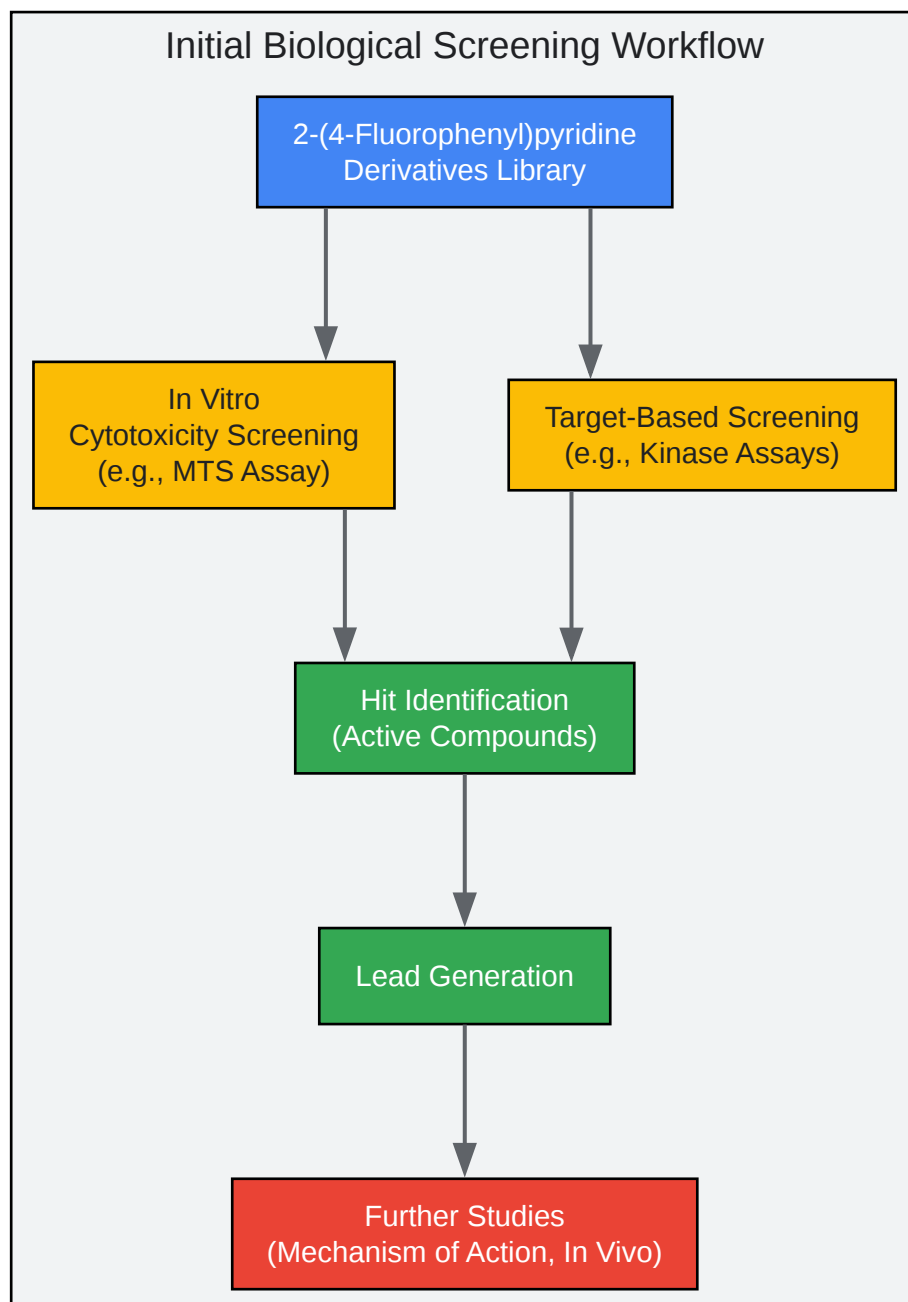 Initial Biological Screening Workflow
2-(4-Fluorophenyl)pyridine
Derivatives Library
In Vitro
Cytotoxicity Screening
(e.g., MTS Assay)
Target-Based Screening
(e.g., Kinase Assays)
Hit Identification
(Active Compounds)
Lead Generation
Further Studies
(Mechanism of Action, In Vivo)